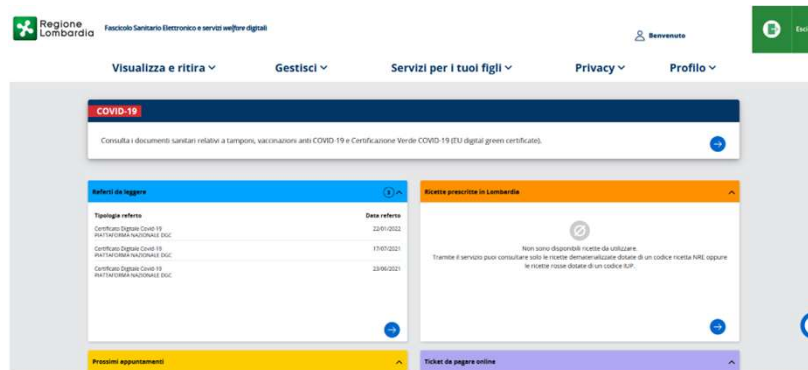 Regione
Lombardia
Fascicolo Sanitario Elettronico e servizi welfare digitali
Benvenuto
Esci
Visualizza e ritira
Gestisci
Servizi per i tuoi figli
Privacy
Profilo
COVID-19
Consulta i documenti sanitari relativi a tamponi, vaccinazioni anti COVID-19 e Certificazione Verde COVID-19 (EU digital green certificate).
Referti da leggere
Tipologia referto Data referto
Certificato Digitale Covid-19 22/01/2022
PIATTAFORMA NAZIONALE DGC
Certificato Digitale Covid-19 17/07/2021
PIATTAFORMA NAZIONALE DGC
Certificato Digitale Covid-19 23/06/2021
PIATTAFORMA NAZIONALE DGC
Ricette prescritte in Lombardia
Non sono disponibili ricette da utilizzare.
Tramite il servizio puoi consultare solo le ricette dematerializzate dotate di un codice ricetta NRE oppure
le ricette rosse dotate di un codice IUP.
Prossimi appuntamenti
Ticket da pagare online